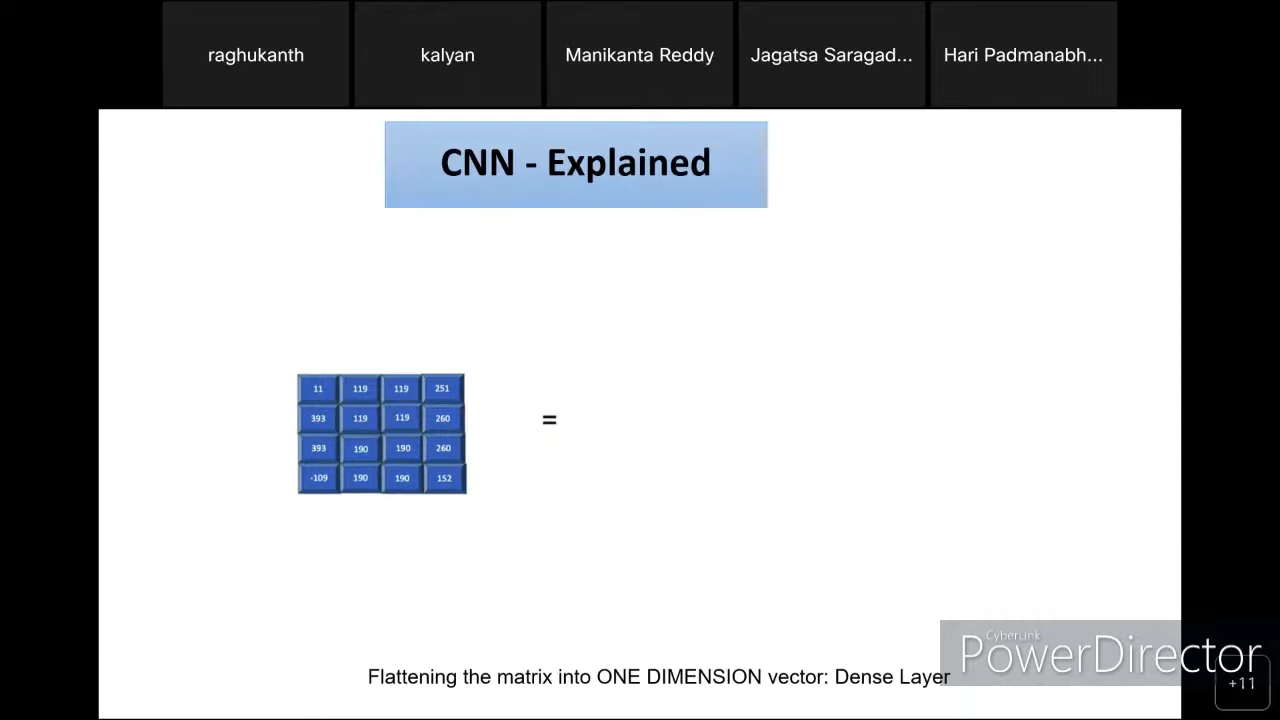 raghukanth kalyan Manikanta Reddy Jagatsa Saragad... Hari Padmanabh...
CNN - Explained
11 119 119 251
393 119 119 260
=
393 190 190 260
-109 190 190 152
Flattening the matrix into ONE DIMENSION vector: Dense Layer
CyberLink
PowerDirector
+11